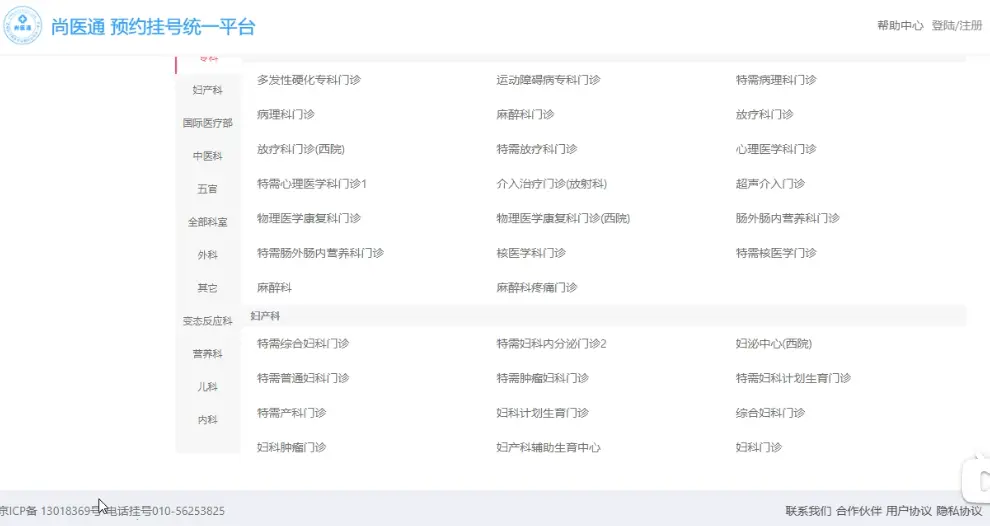 尚医通 预约挂号统一平台
帮助中心 登陆/注册
专科
妇产科
国际医疗部
中医科
五官
全部科室
外科
其它
变态反应科
营养科
儿科
内科
多发性硬化专科门诊 运动障碍病专科门诊 特需病理科门诊
病理科门诊 麻醉科门诊 放疗科门诊
放疗科门诊(西院) 特需放疗科门诊 心理医学科门诊
特需心理医学科门诊1 介入治疗门诊(放射科) 超声介入门诊
物理医学康复科门诊 物理医学康复科门诊(西院) 肠外肠内营养科门诊
特需肠外肠内营养科门诊 核医学科门诊 特需核医学门诊
麻醉科 麻醉科疼痛门诊
妇产科
特需综合妇科门诊 特需妇科内分泌门诊2 妇泌中心(西院)
特需普通妇科门诊 特需肿瘤妇科门诊 特需妇科计划生育门诊
特需产科门诊 妇科计划生育门诊 综合妇科门诊
妇科肿瘤门诊 妇产科辅助生育中心 妇科门诊
京ICP备 13018369号 电话挂号010-56253825
联系我们 合作伙伴 用户协议 隐私协议